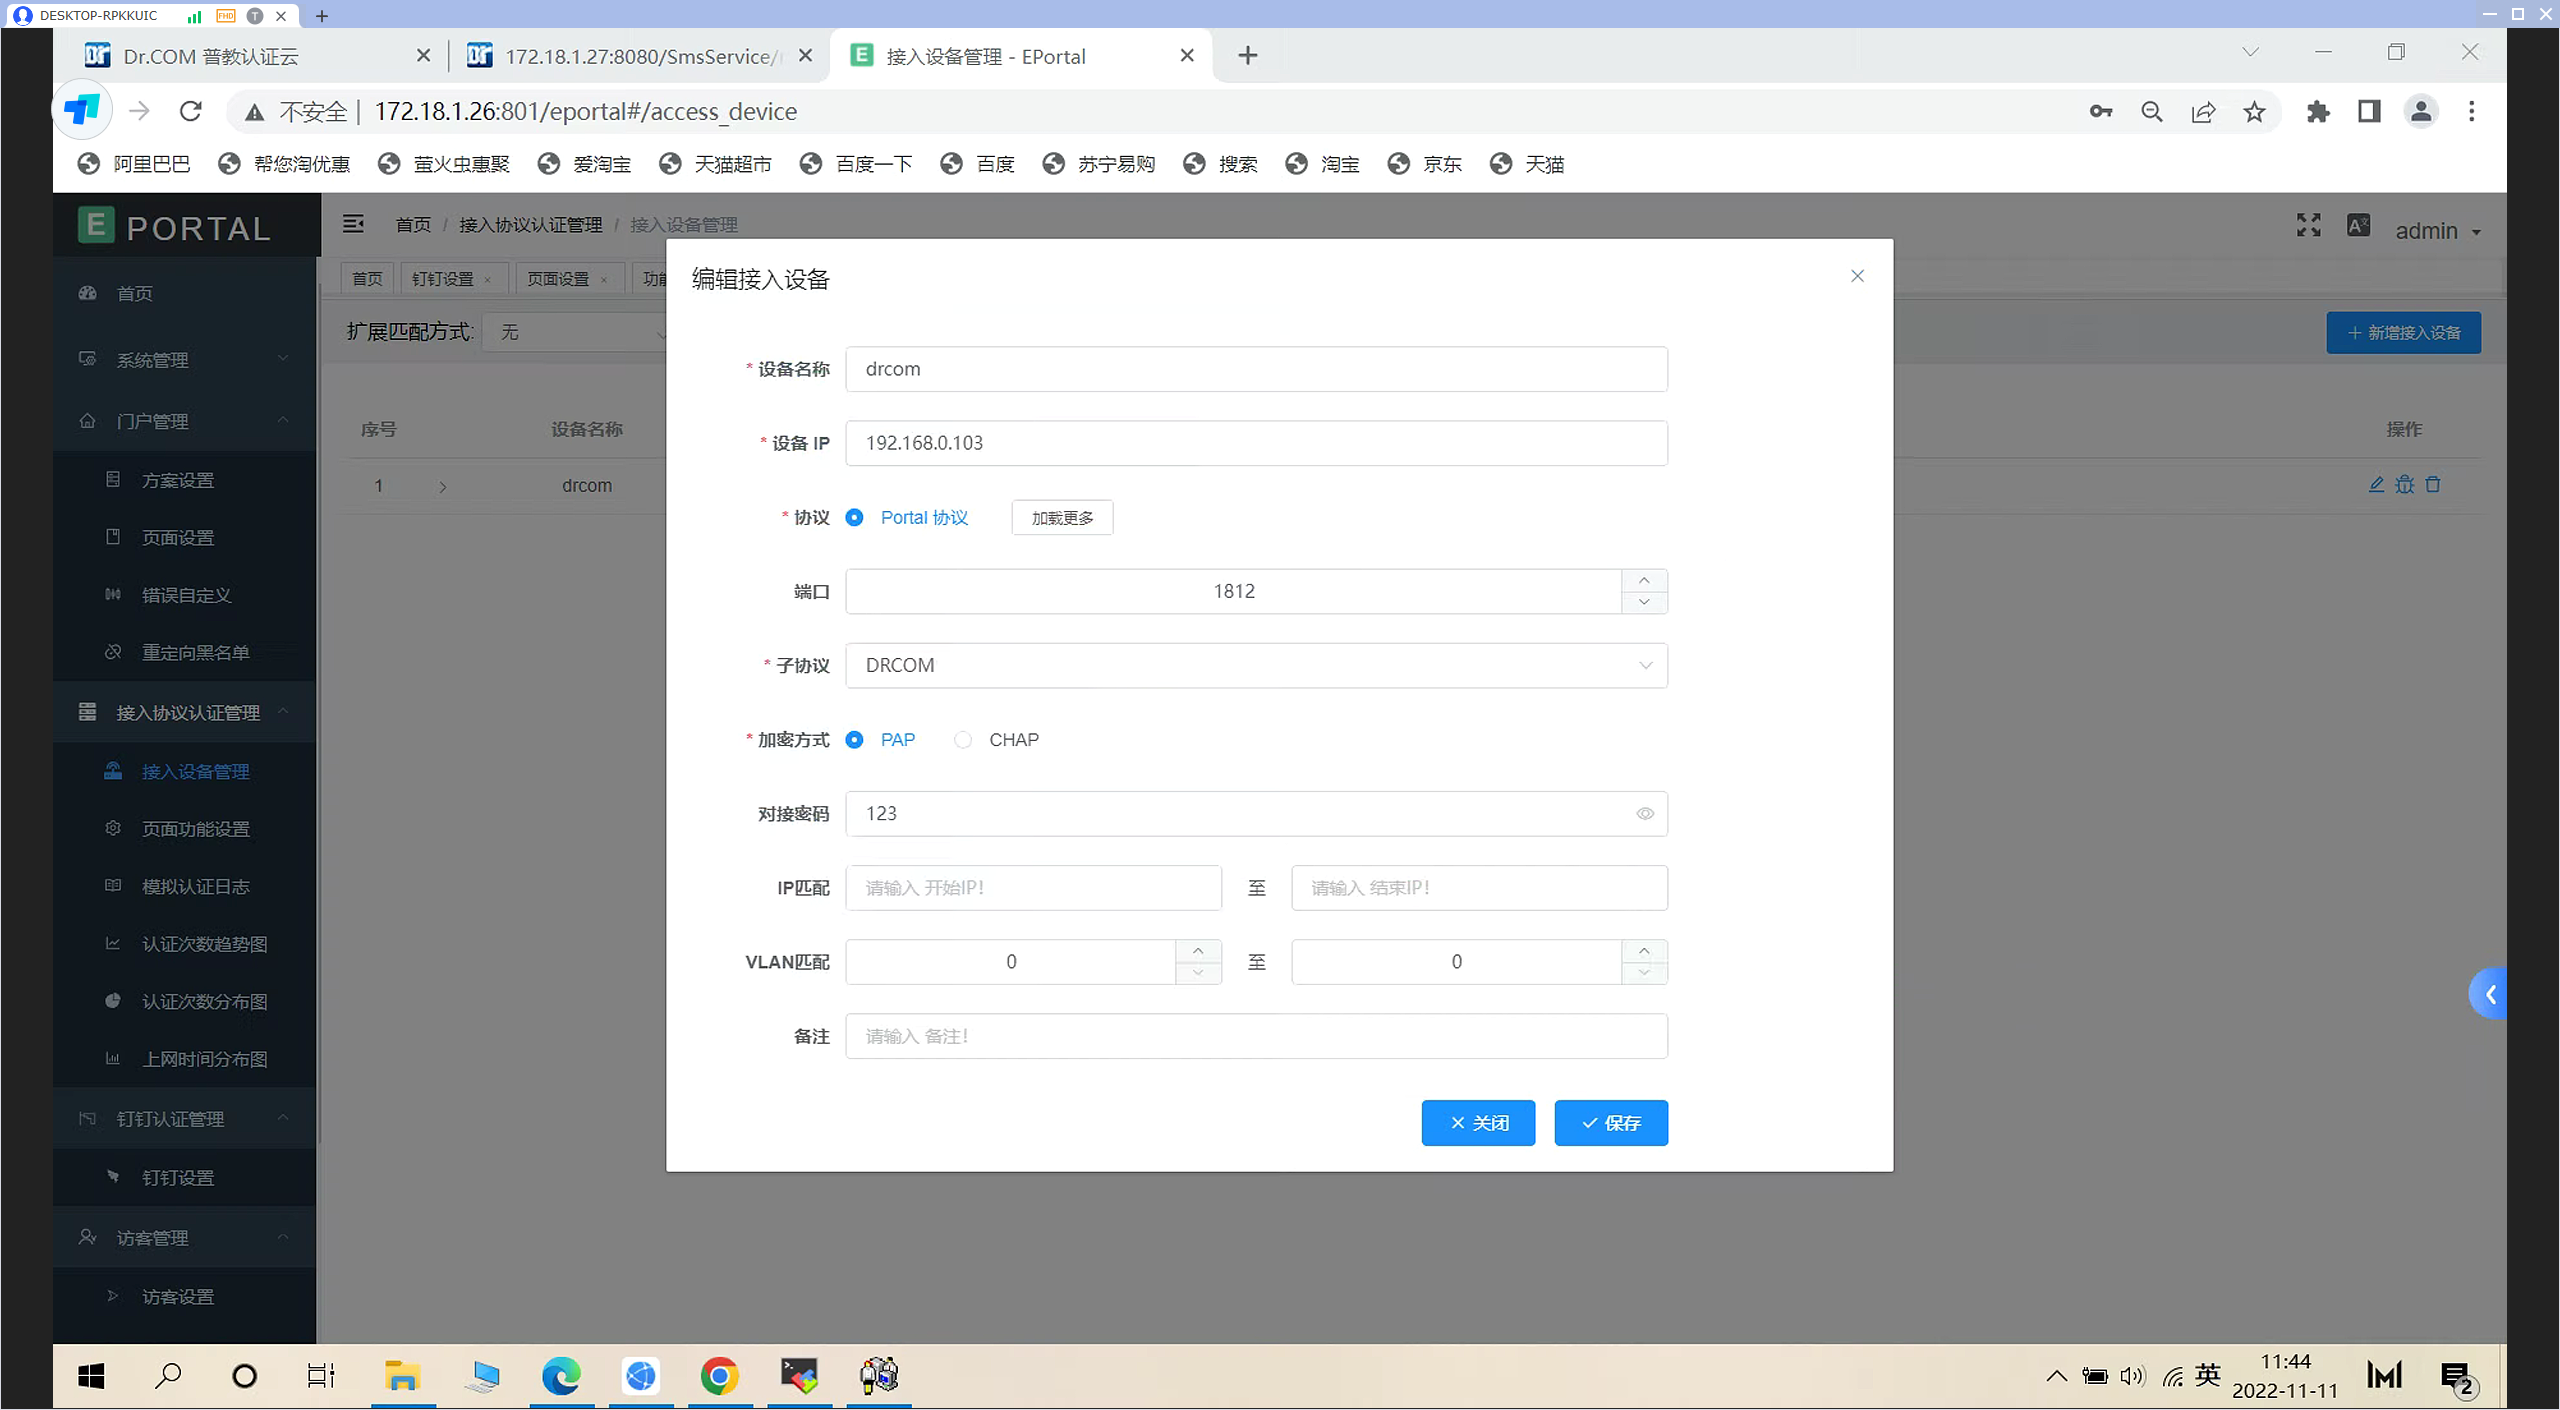 DESKTOP-RPKKUIC FHD T
Dr.COM 普教认证云
172.18.1.27:8080/SmsService/
接入设备管理 - EPortal
不安全 172.18.1.26:801/eportal#/access_device
阿里巴巴 帮您淘优惠 萤火虫惠聚 爱淘宝 天猫超市 百度一下 百度 苏宁易购 搜索 淘宝 京东 天猫
E PORTAL
首页 / 接入协议认证管理 / 接入设备管理
admin
首页 钉钉设置 页面设置 功能
扩展匹配方式: 无
新增接入设备
序号 设备名称 操作
1 drcom
首页
系统管理
门户管理
方案设置
页面设置
错误自定义
重定向黑名单
接入协议认证管理
接入设备管理
页面功能设置
模拟认证日志
认证次数趋势图
认证次数分布图
上网时间分布图
钉钉认证管理
钉钉设置
访客管理
访客设置
编辑接入设备
* 设备名称 drcom
* 设备 IP 192.168.0.103
* 协议 Portal 协议 加载更多
端口 1812
* 子协议 DRCOM
* 加密方式 PAP CHAP
对接密码 123
IP匹配 请输入 开始IP! 至 请输入 结束IP!
VLAN匹配 0 至 0
备注 请输入 备注!
关闭 保存
英
11:44
2022-11-11
2